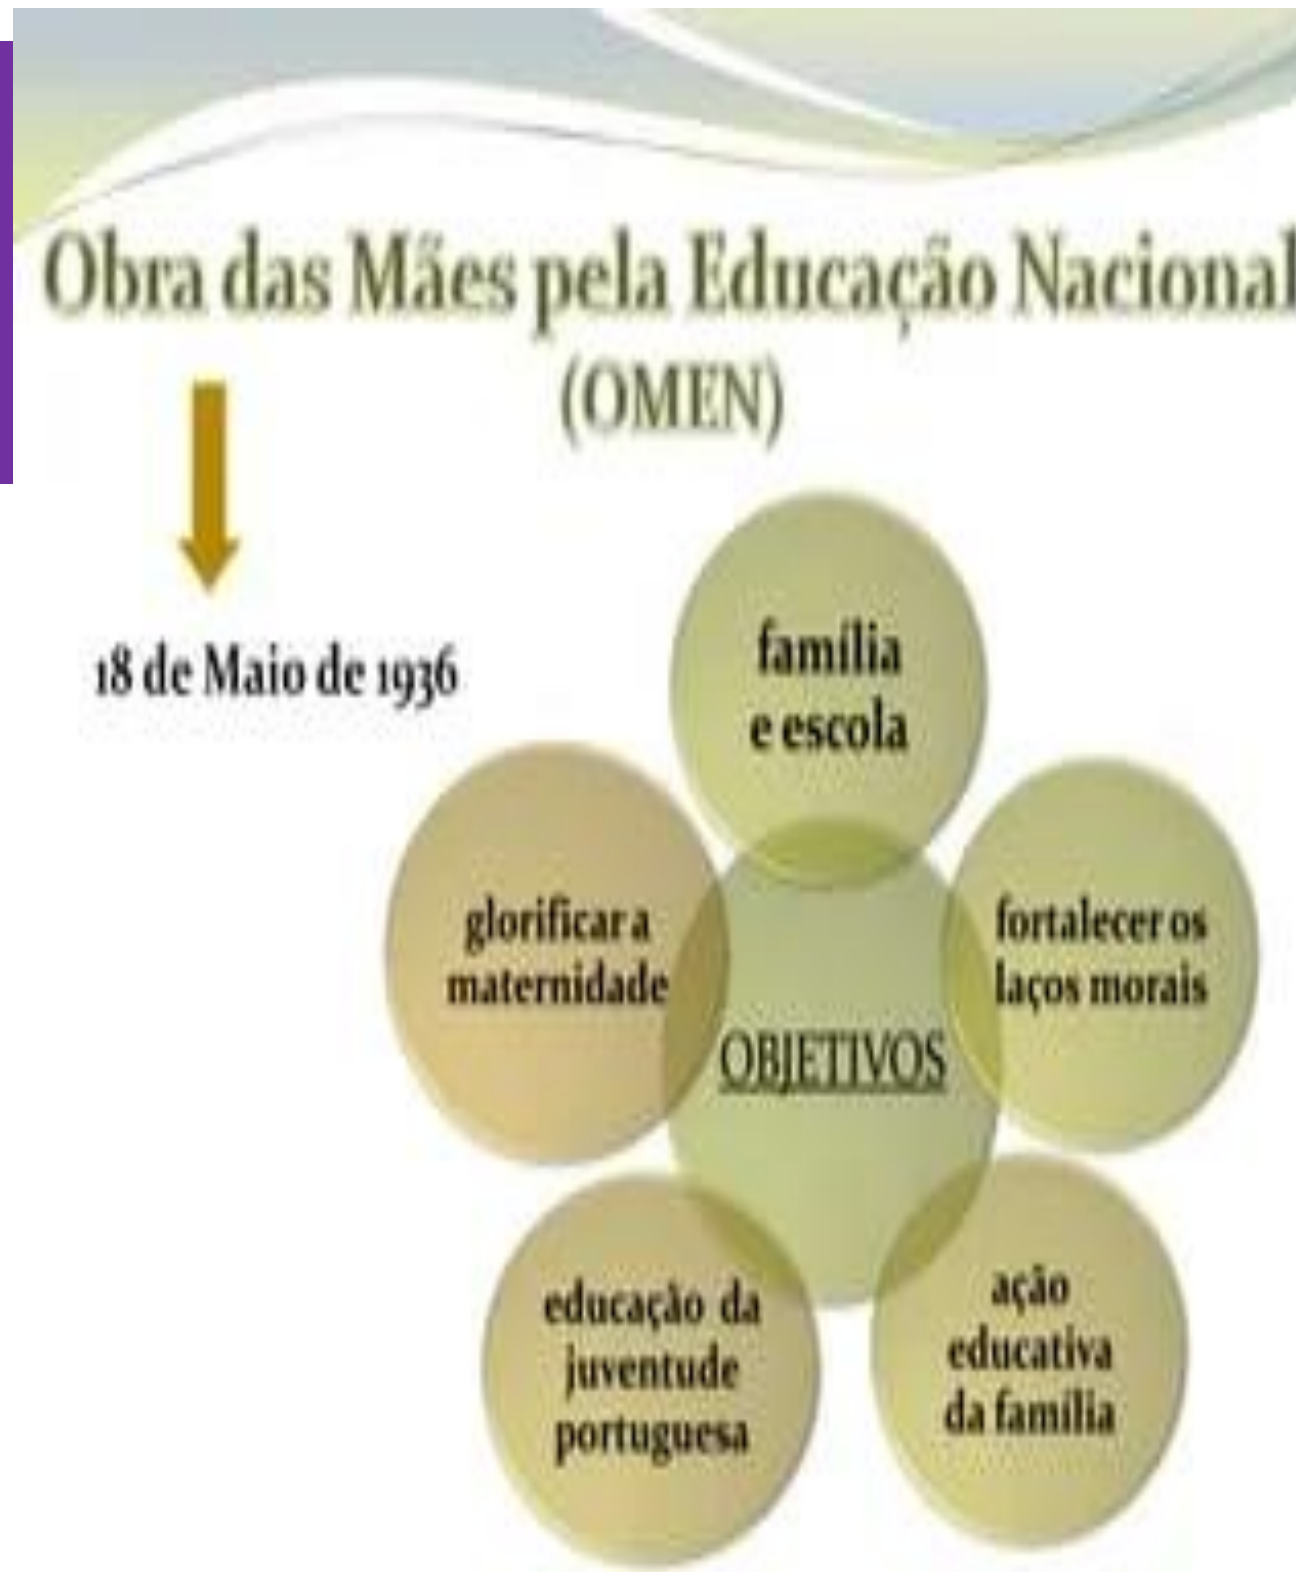 Obra das Mães pela Educação Nacional
(OMEN)
18 de Maio de 1936
família
e escola
glorificar a
maternidade
fortalecer os
laços morais
OBJETIVOS
educação da
juventude
portuguesa
ação
educativa
da família